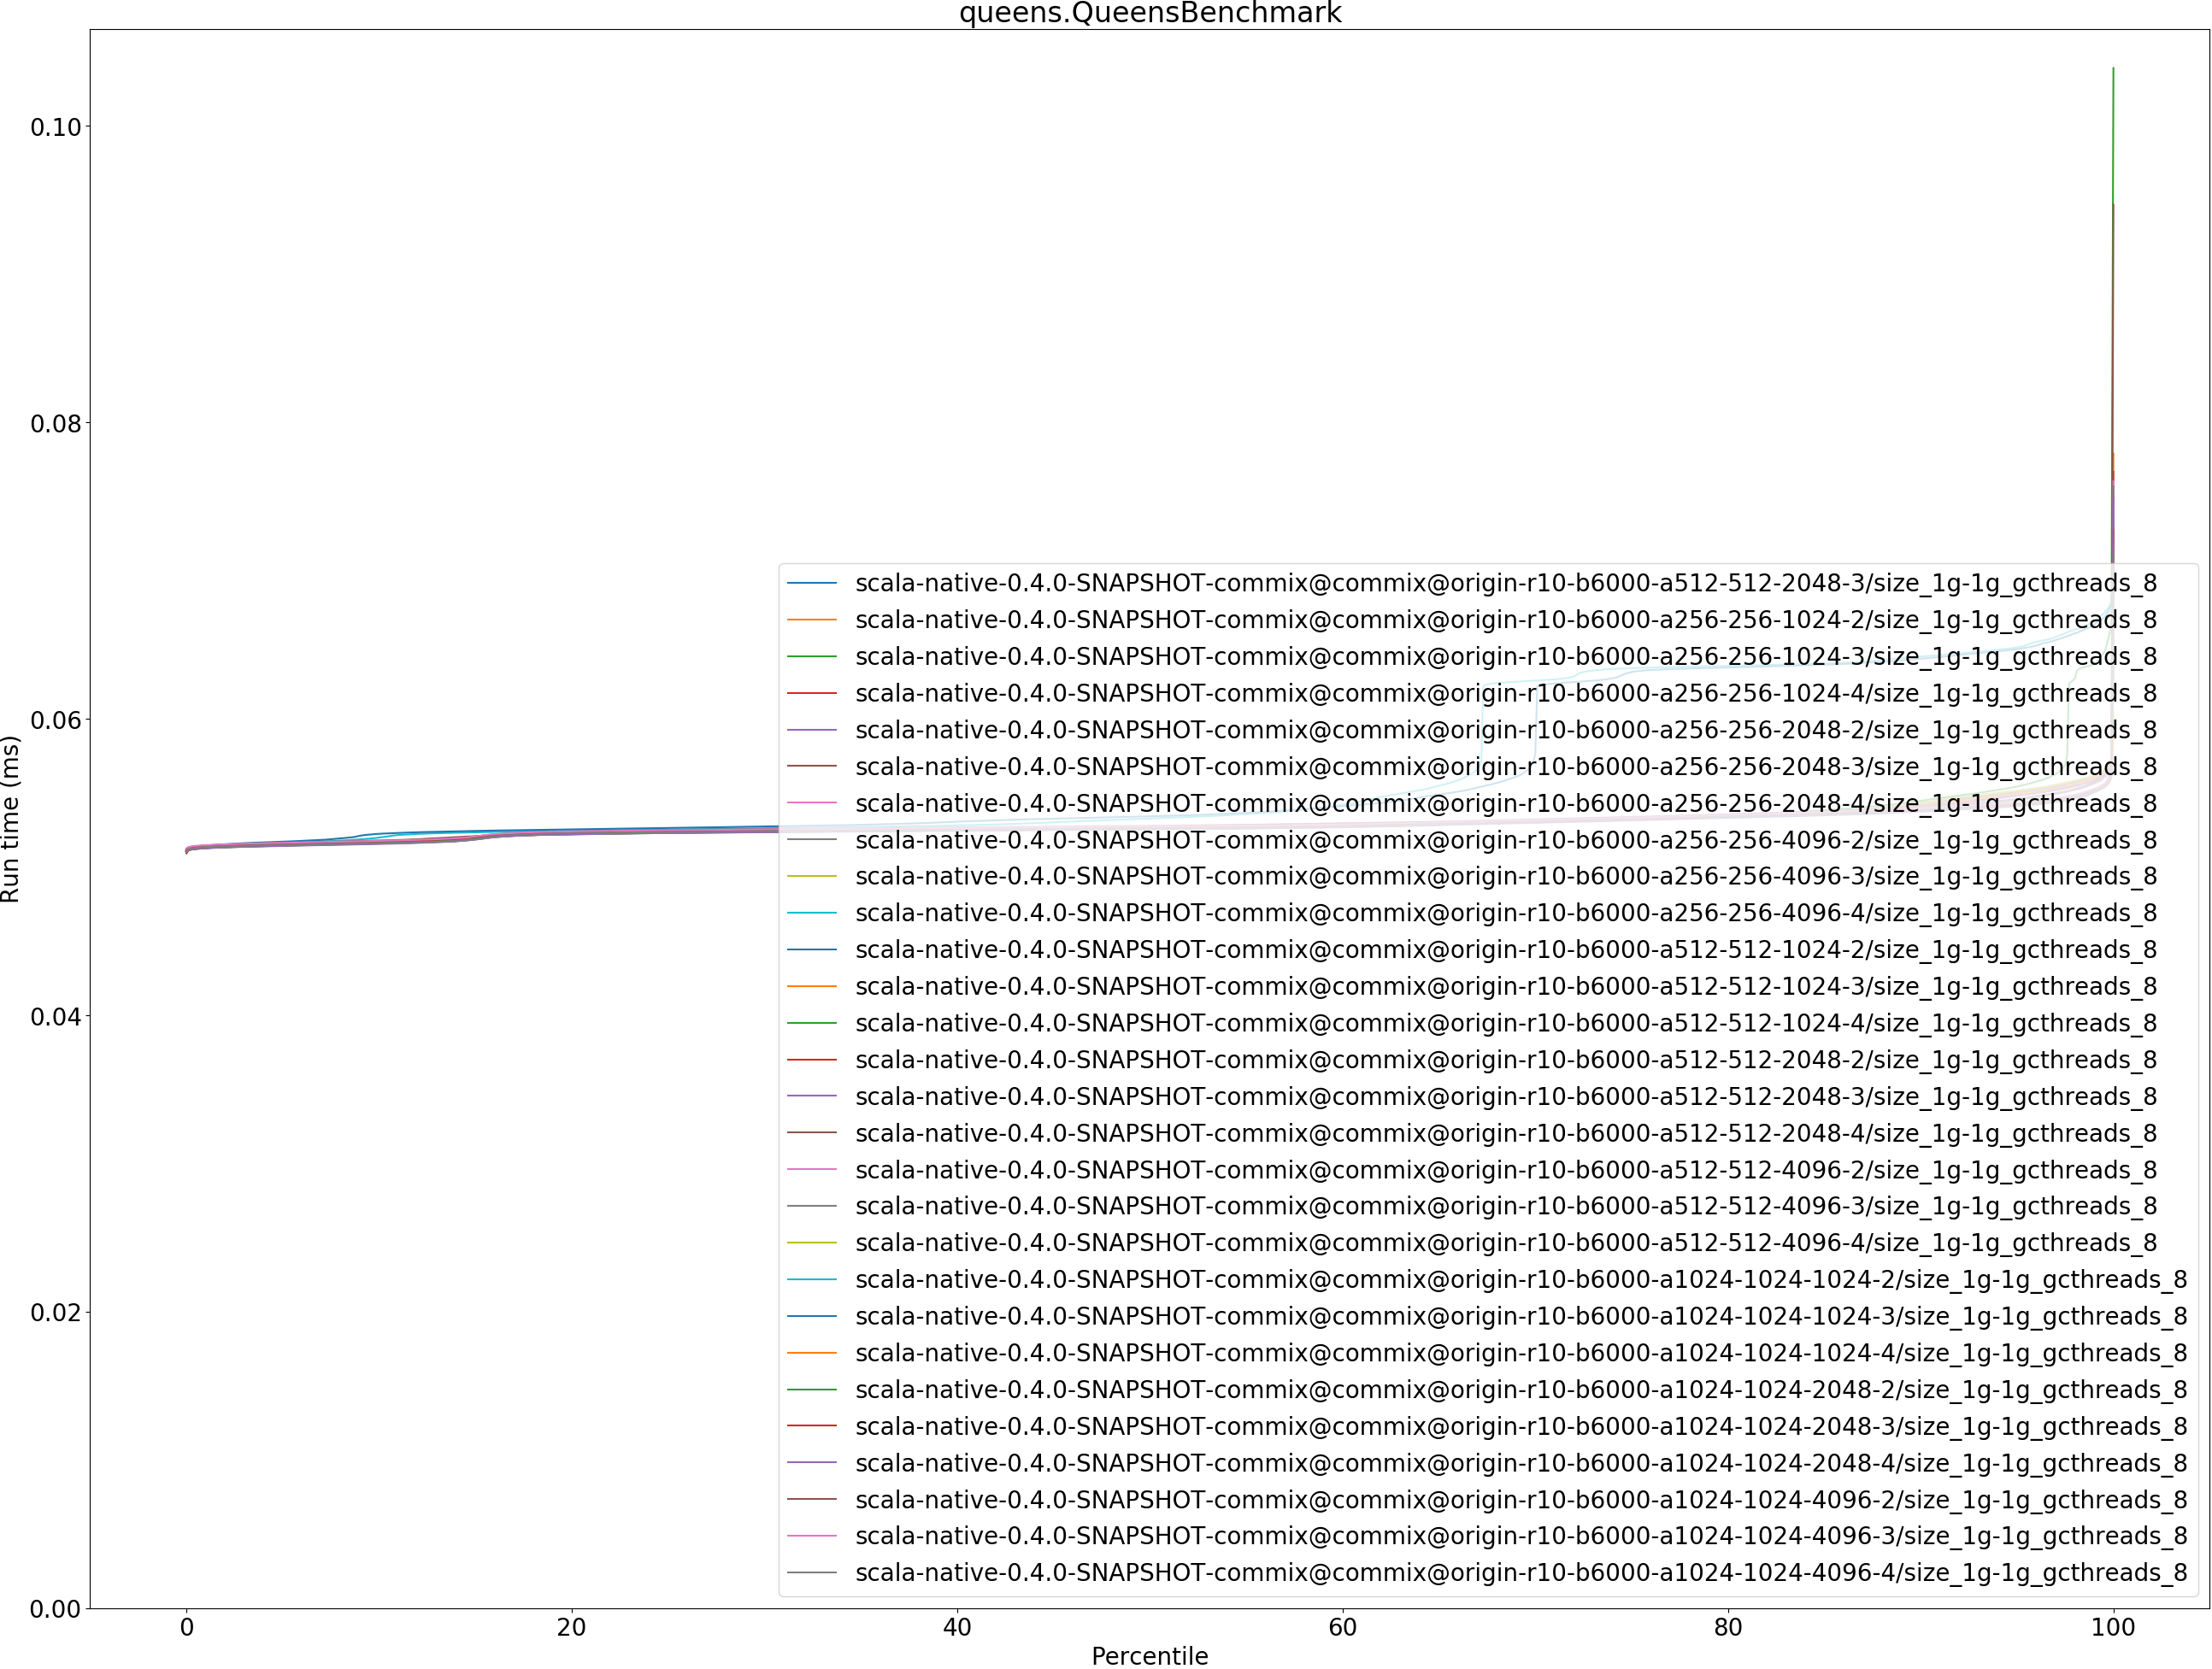 queens.QueensBenchmark
Run time (ms)
0.10
0.08
0.06
0.04
0.02
0.00
scala-native-0.4.0-SNAPSHOT-commix@commix@origin-r10-b6000-a512-512-2048-3/size_1g-1g_gcthreads_8
scala-native-0.4.0-SNAPSHOT-commix@commix@origin-r10-b6000-a256-256-1024-2/size_1g-1g_gcthreads_8
scala-native-0.4.0-SNAPSHOT-commix@commix@origin-r10-b6000-a256-256-1024-3/size_1g-1g_gcthreads_8
scala-native-0.4.0-SNAPSHOT-commix@commix@origin-r10-b6000-a256-256-1024-4/size_1g-1g_gcthreads_8
scala-native-0.4.0-SNAPSHOT-commix@commix@origin-r10-b6000-a256-256-2048-2/size_1g-1g_gcthreads_8
scala-native-0.4.0-SNAPSHOT-commix@commix@origin-r10-b6000-a256-256-2048-3/size_1g-1g_gcthreads_8
scala-native-0.4.0-SNAPSHOT-commix@commix@origin-r10-b6000-a256-256-2048-4/size_1g-1g_gcthreads_8
scala-native-0.4.0-SNAPSHOT-commix@commix@origin-r10-b6000-a256-256-4096-2/size_1g-1g_gcthreads_8
scala-native-0.4.0-SNAPSHOT-commix@commix@origin-r10-b6000-a256-256-4096-3/size_1g-1g_gcthreads_8
scala-native-0.4.0-SNAPSHOT-commix@commix@origin-r10-b6000-a256-256-4096-4/size_1g-1g_gcthreads_8
scala-native-0.4.0-SNAPSHOT-commix@commix@origin-r10-b6000-a512-512-1024-2/size_1g-1g_gcthreads_8
scala-native-0.4.0-SNAPSHOT-commix@commix@origin-r10-b6000-a512-512-1024-3/size_1g-1g_gcthreads_8
scala-native-0.4.0-SNAPSHOT-commix@commix@origin-r10-b6000-a512-512-1024-4/size_1g-1g_gcthreads_8
scala-native-0.4.0-SNAPSHOT-commix@commix@origin-r10-b6000-a512-512-2048-2/size_1g-1g_gcthreads_8
scala-native-0.4.0-SNAPSHOT-commix@commix@origin-r10-b6000-a512-512-2048-3/size_1g-1g_gcthreads_8
scala-native-0.4.0-SNAPSHOT-commix@commix@origin-r10-b6000-a512-512-2048-4/size_1g-1g_gcthreads_8
scala-native-0.4.0-SNAPSHOT-commix@commix@origin-r10-b6000-a512-512-4096-2/size_1g-1g_gcthreads_8
scala-native-0.4.0-SNAPSHOT-commix@commix@origin-r10-b6000-a512-512-4096-3/size_1g-1g_gcthreads_8
scala-native-0.4.0-SNAPSHOT-commix@commix@origin-r10-b6000-a512-512-4096-4/size_1g-1g_gcthreads_8
scala-native-0.4.0-SNAPSHOT-commix@commix@origin-r10-b6000-a1024-1024-1024-2/size_1g-1g_gcthreads_8
scala-native-0.4.0-SNAPSHOT-commix@commix@origin-r10-b6000-a1024-1024-1024-3/size_1g-1g_gcthreads_8
scala-native-0.4.0-SNAPSHOT-commix@commix@origin-r10-b6000-a1024-1024-1024-4/size_1g-1g_gcthreads_8
scala-native-0.4.0-SNAPSHOT-commix@commix@origin-r10-b6000-a1024-1024-2048-2/size_1g-1g_gcthreads_8
scala-native-0.4.0-SNAPSHOT-commix@commix@origin-r10-b6000-a1024-1024-2048-3/size_1g-1g_gcthreads_8
scala-native-0.4.0-SNAPSHOT-commix@commix@origin-r10-b6000-a1024-1024-2048-4/size_1g-1g_gcthreads_8
scala-native-0.4.0-SNAPSHOT-commix@commix@origin-r10-b6000-a1024-1024-4096-2/size_1g-1g_gcthreads_8
scala-native-0.4.0-SNAPSHOT-commix@commix@origin-r10-b6000-a1024-1024-4096-3/size_1g-1g_gcthreads_8
scala-native-0.4.0-SNAPSHOT-commix@commix@origin-r10-b6000-a1024-1024-4096-4/size_1g-1g_gcthreads_8
0 20 40 60 80 100
Percentile